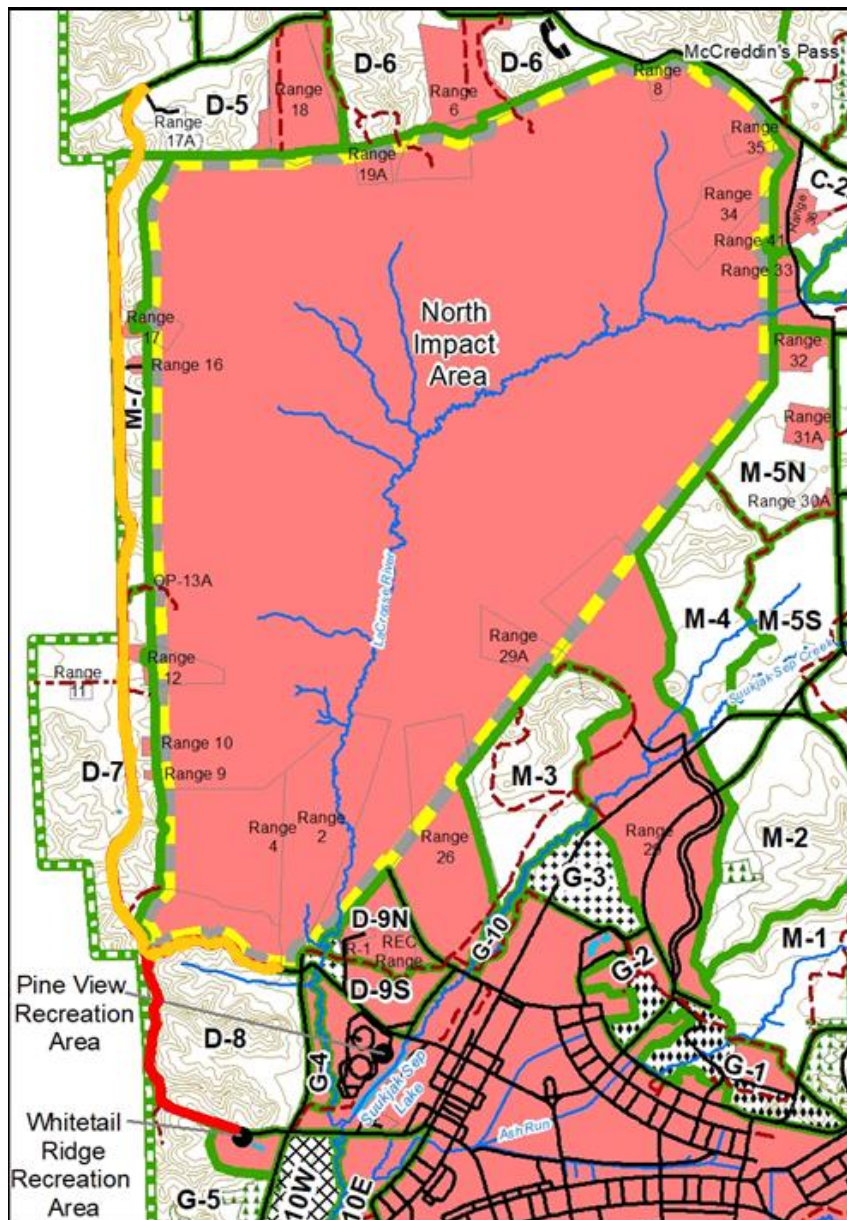 McCreddin's Pass
D-6
D-6
D-5
Range
18
Range
6
Range
8
Range
17A
Range
19A
Range
35
C-2
Range
34
Range
36
Range 41
Range 33
North
Impact
Area
Range
17
Range 16
Range
32
M-7
Range
31A
M-5N
Range 30A
OP-13A
LaCrosse River
M-4
M-5S
Range
29A
Range
11
Range
12
Suukjak Sep Creek
D-7
Range 10
Range 9
M-3
Range
4
Range
2
Range
26
M-2
G-3
D-9N
R-1
REC
Range
G-10
M-1
G-2
D-9S
Pine View
Recreation
Area
D-8
G-4
Suukjak Sep
Lake
G-1
Whitetail
Ridge
Recreation
Area
Ash Run
G-5
10W
10E